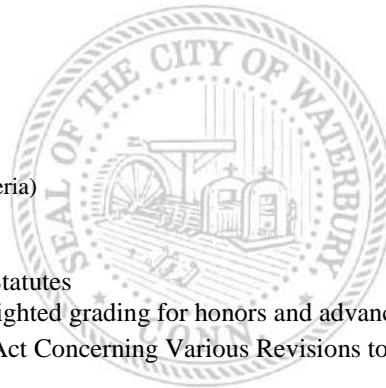 SEAL OF THE CITY OF WATERBURY,
CONN.
eria)
tatutes
ighted grading for honors and advanc
Act Concerning Various Revisions to